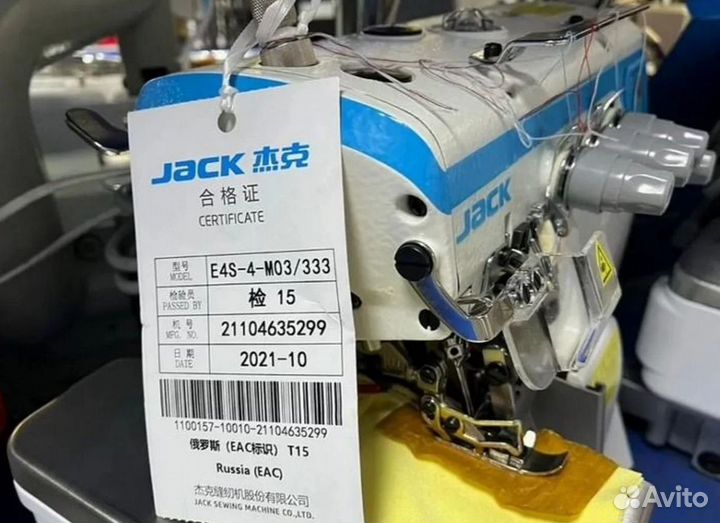 JACK 杰克
合格证
CERTIFICATE
型号
MODEL
E4S-4-M03/333
检验员
PASSED BY
检 15
机 号
MFG. NO.
21104635299
日 期
DATE
2021-10
1100157-10010-21104635299
俄罗斯 (EAC标识) T15
Russia (EAC)
杰克缝纫机股份有限公司
JACK SEWING MACHINE CO.,LTD.
JACK
Avito